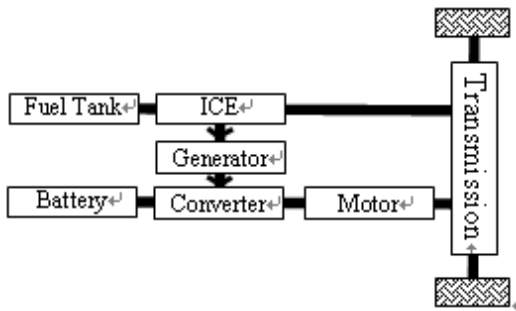 Fuel Tank↵
ICE↵
Generator↵
Battery↵
Converter↵
Motor↵
Transmission↵
↵